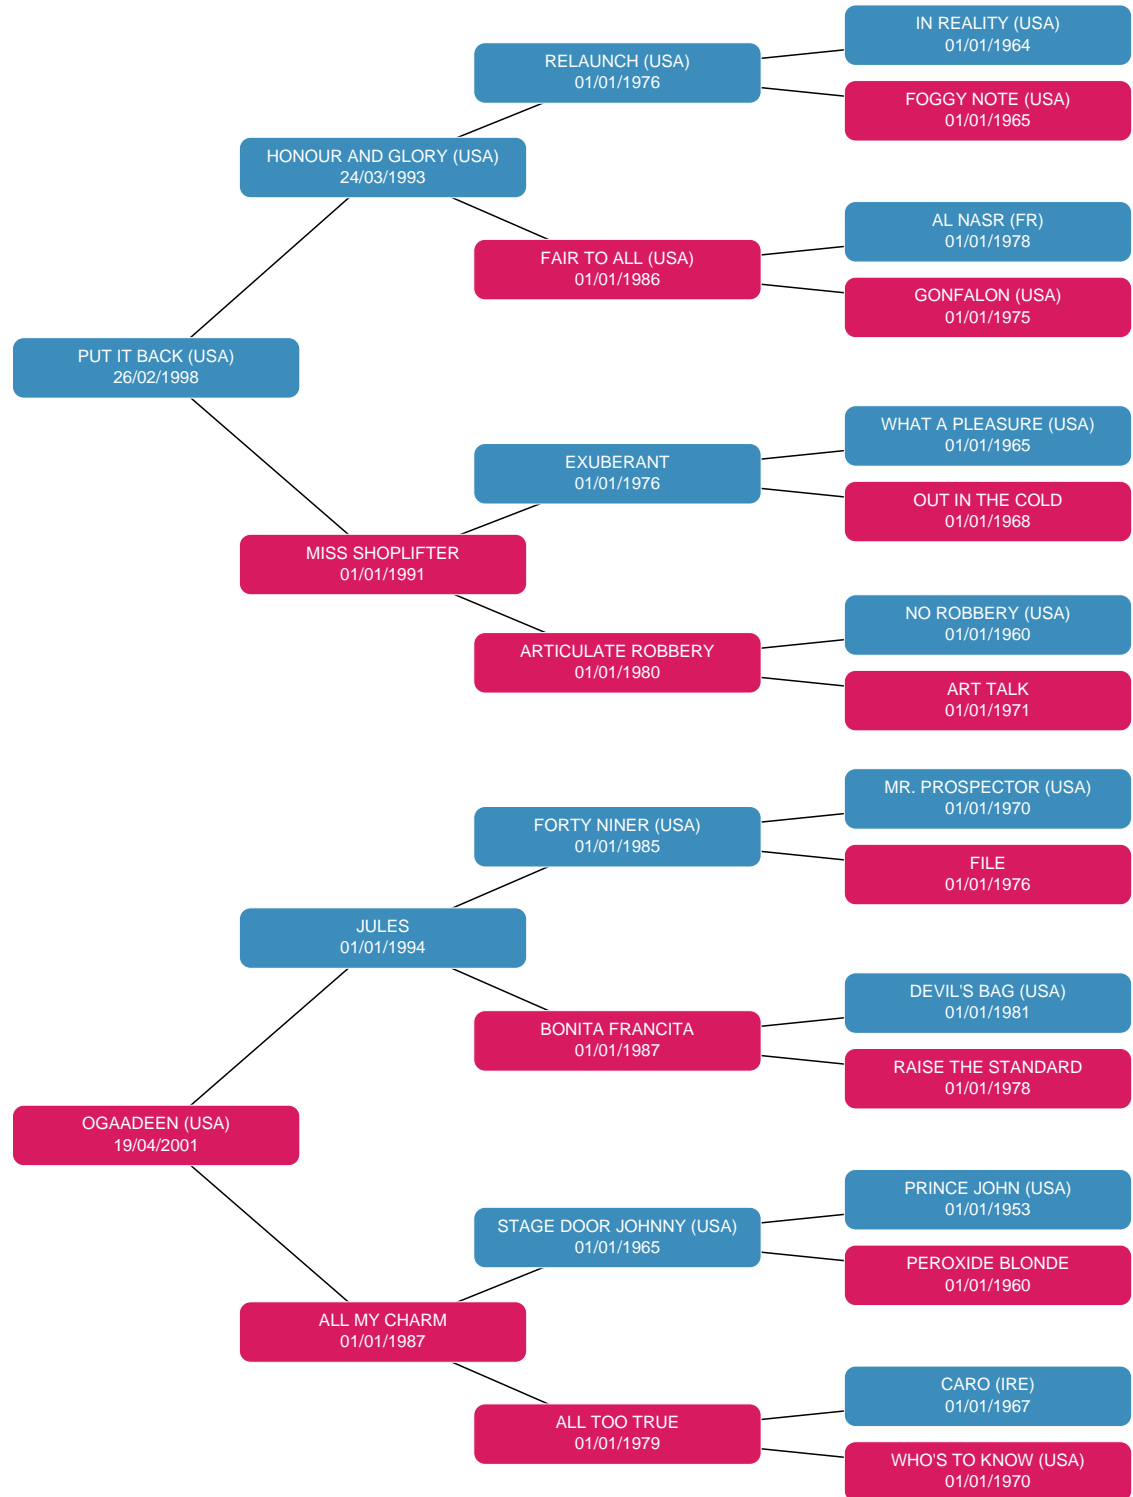 IN REALITY (USA)
01/01/1964
RELAUNCH (USA)
01/01/1976
FOGGY NOTE (USA)
01/01/1965
HONOUR AND GLORY (USA)
24/03/1993
AL NASR (FR)
01/01/1978
FAIR TO ALL (USA)
01/01/1986
GONFALON (USA)
01/01/1975
PUT IT BACK (USA)
26/02/1998
WHAT A PLEASURE (USA)
01/01/1965
EXUBERANT
01/01/1976
OUT IN THE COLD
01/01/1968
MISS SHOPLIFTER
01/01/1991
NO ROBBERY (USA)
01/01/1960
ARTICULATE ROBBERY
01/01/1980
ART TALK
01/01/1971
MR. PROSPECTOR (USA)
01/01/1970
FORTY NINER (USA)
01/01/1985
FILE
01/01/1976
JULES
01/01/1994
DEVIL'S BAG (USA)
01/01/1981
BONITA FRANCITA
01/01/1987
RAISE THE STANDARD
01/01/1978
OGAADEEN (USA)
19/04/2001
PRINCE JOHN (USA)
01/01/1953
STAGE DOOR JOHNNY (USA)
01/01/1965
PEROXIDE BLONDE
01/01/1960
ALL MY CHARM
01/01/1987
CARO (IRE)
01/01/1967
ALL TOO TRUE
01/01/1979
WHO'S TO KNOW (USA)
01/01/1970